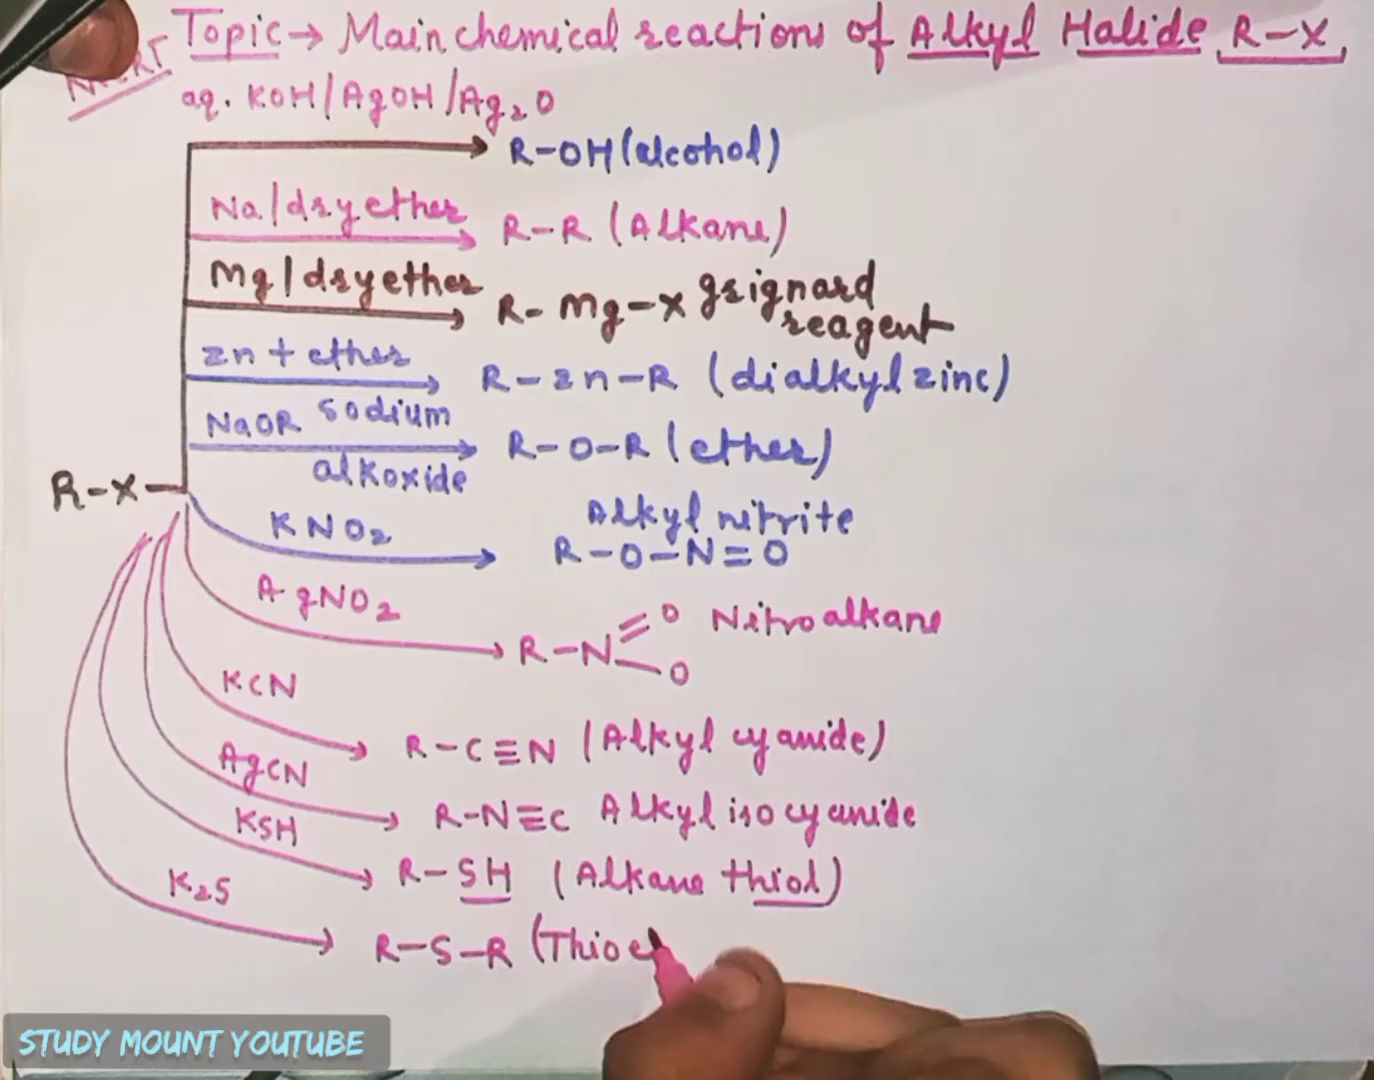 Topic → Main chemical reactions of Alkyl Halide R-X,
NCERT
aq. KOH/AgOH/Ag₂O
R-OH (alcohol)
Na/dry ether
R-R (Alkane)
Mg/dry ether
R-Mg-X grignard
reagent
Zn + ether
R-Zn-R (dialkyl zinc)
NaOR sodium
alkoxide
R-O-R (ether)
R-X
KNO₂
Alkyl nitrite
R-O-N=O
AgNO₂
R-N=O Nitroalkane
O
KCN
R-C≡N (Alkyl cyanide)
AgCN
R-N≡C Alkyl isocyanide
KSH
R-SH (Alkane thiol)
K₂S
R-S-R (Thioe
STUDY MOUNT YOUTUBE